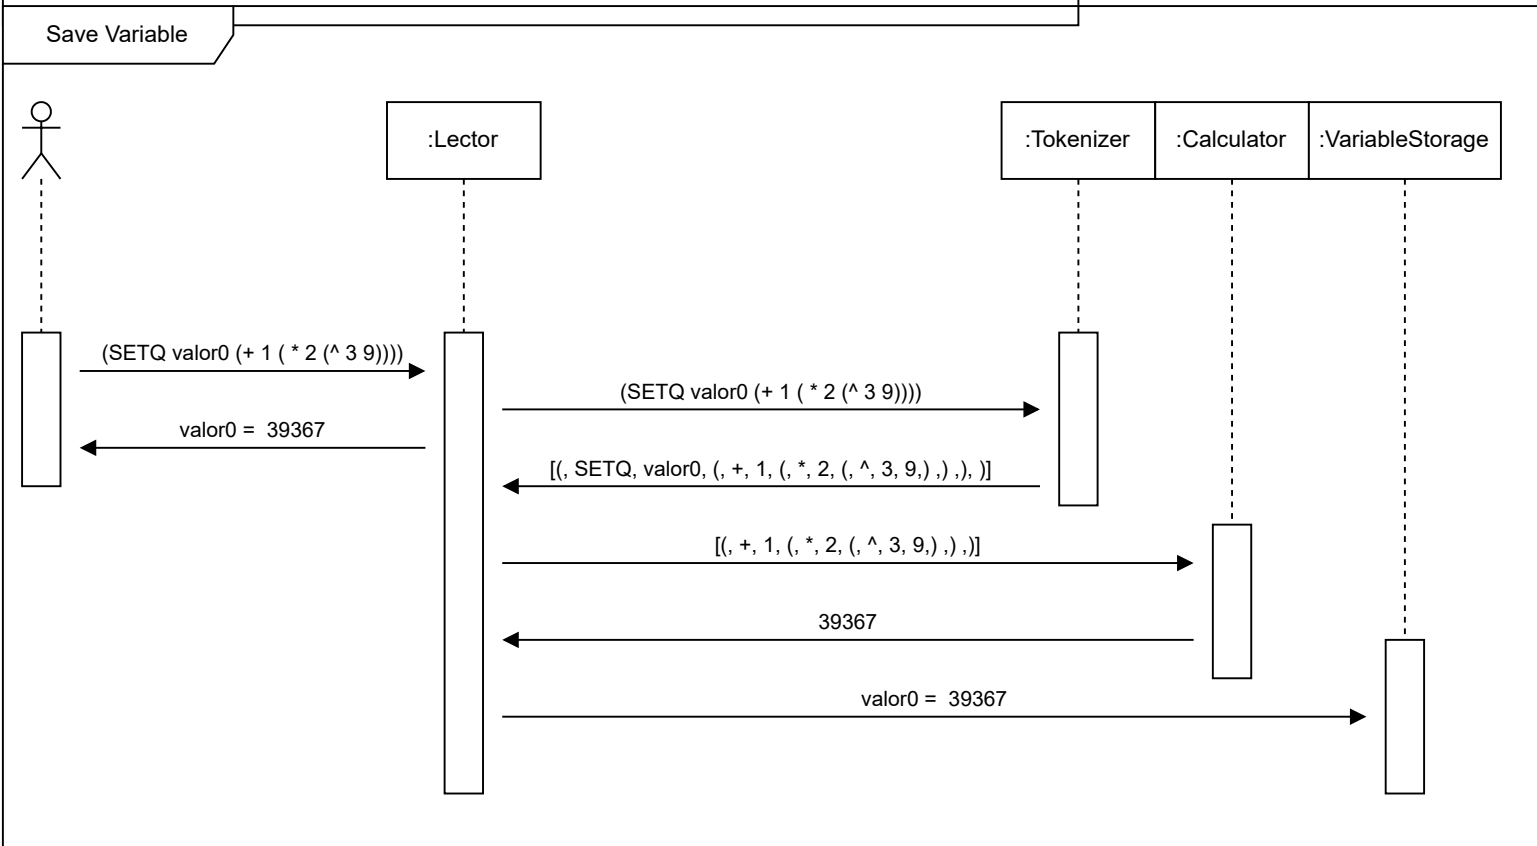 Save Variable
:Lector
:Tokenizer
:Calculator
:VariableStorage
(SETQ valor0 (+ 1 ( * 2 (^ 3 9))))
(SETQ valor0 (+ 1 ( * 2 (^ 3 9))))
valor0 =  39367
[(, SETQ, valor0, (, +, 1, (, *, 2, (, ^, 3, 9,) ,) ,), )]
[(, +, 1, (, *, 2, (, ^, 3, 9,) ,) ,)]
39367
valor0 =  39367